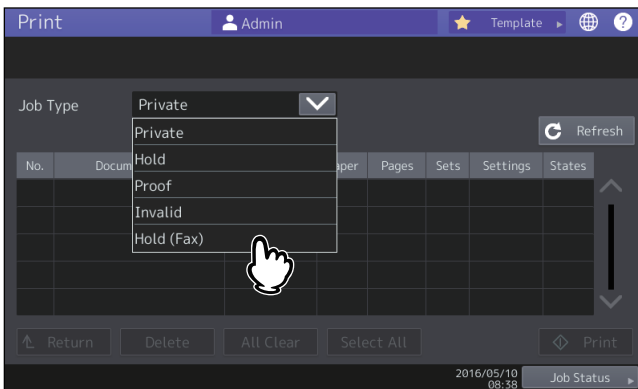 Print Admin Template ?
Job Type Private
Private
Refresh
Hold
No. Docum aper Pages Sets Settings States
Proof
Invalid
Hold (Fax)
Return Delete All Clear Select All Print
2016/05/10
08:38
Job Status